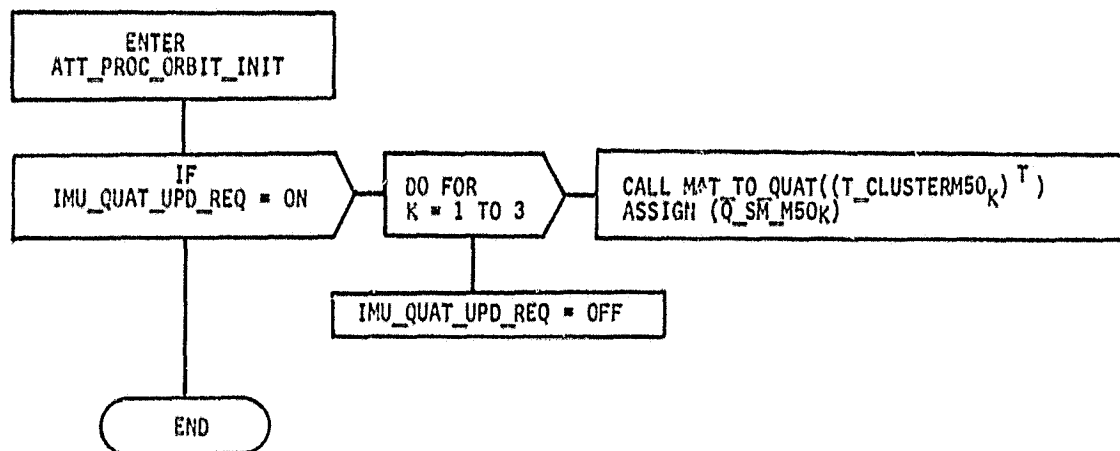 ENTER
ATT_PROC_ORBIT_INIT
IF
IMU_QUAT_UPD_REQ = ON
DO FOR
K = 1 TO 3
CALL MAT_TO_QUAT((T_CLUSTERM50K)T)
ASSIGN (Q_SM_M50K)
IMU_QUAT_UPD_REQ = OFF
END